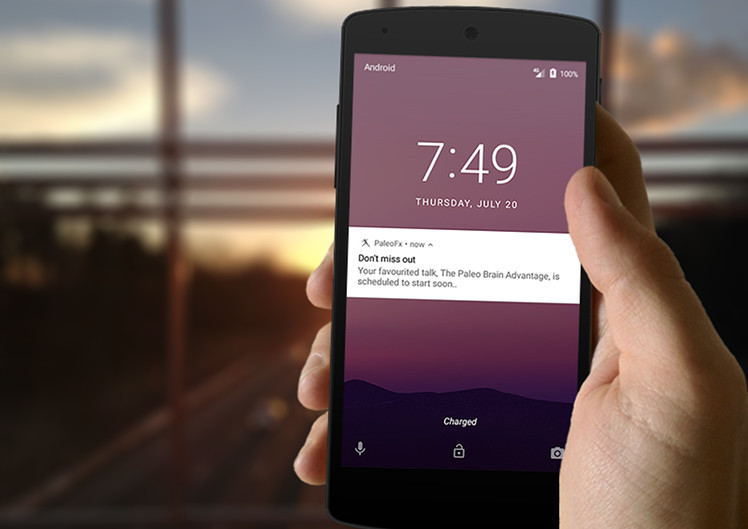 Android
4G 100%
7:49
THURSDAY, JULY 20
PaleoFx • now
Don't miss out
Your favourited talk, The Paleo Brain Advantage, is
scheduled to start soon..
Charged